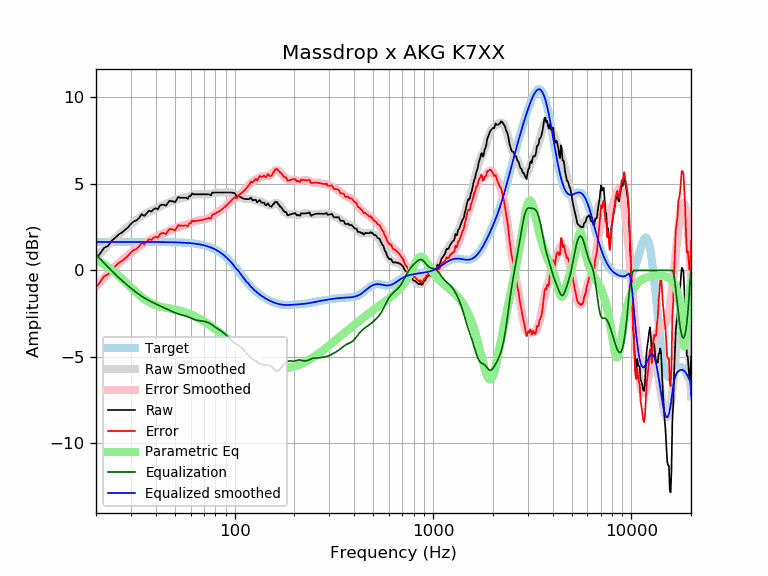 Massdrop x AKG K7XX
Amplitude (dBr)
10
5
0
−5
−10
Target
Raw Smoothed
Error Smoothed
Raw
Error
Parametric Eq
Equalization
Equalized smoothed
100
1000
10000
Frequency (Hz)